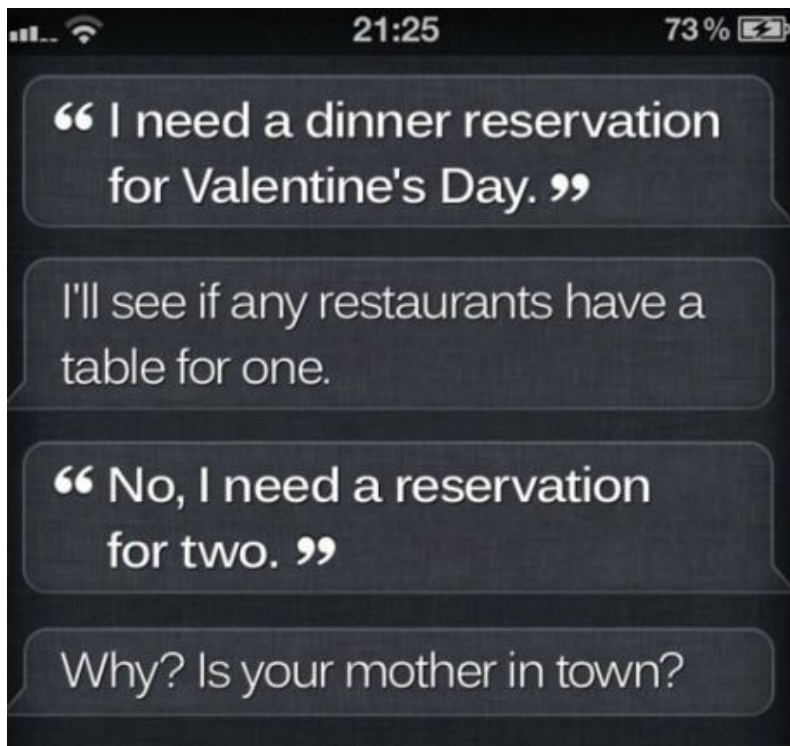 21:25 73%
“ I need a dinner reservation
for Valentine's Day. ”
I'll see if any restaurants have a
table for one.
“ No, I need a reservation
for two. ”
Why? Is your mother in town?